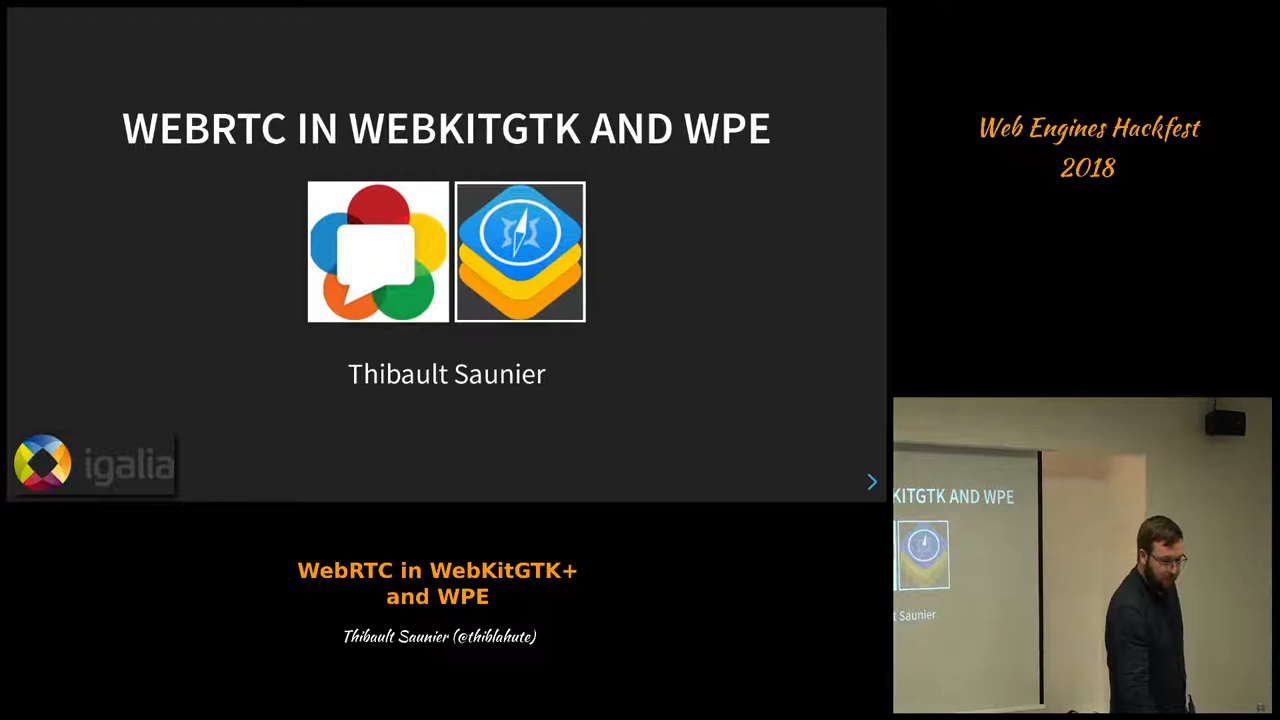 WEBRTC IN WEBKITGTK AND WPE
Thibault Saunier
igalia
Web Engines Hackfest
2018
KITGTK AND WPE
t Saunier
WebRTC in WebKitGTK+
and WPE
Thibault Saunier (@thiblahute)